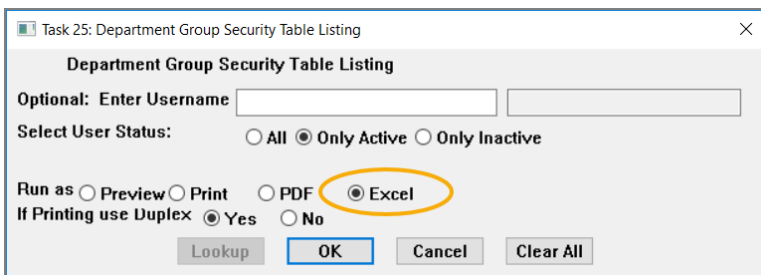 Task 25: Department Group Security Table Listing
Department Group Security Table Listing
Optional: Enter Username
Select User Status: All Only Active Only Inactive
Run as Preview Print PDF Excel
If Printing use Duplex Yes No
Lookup OK Cancel Clear All